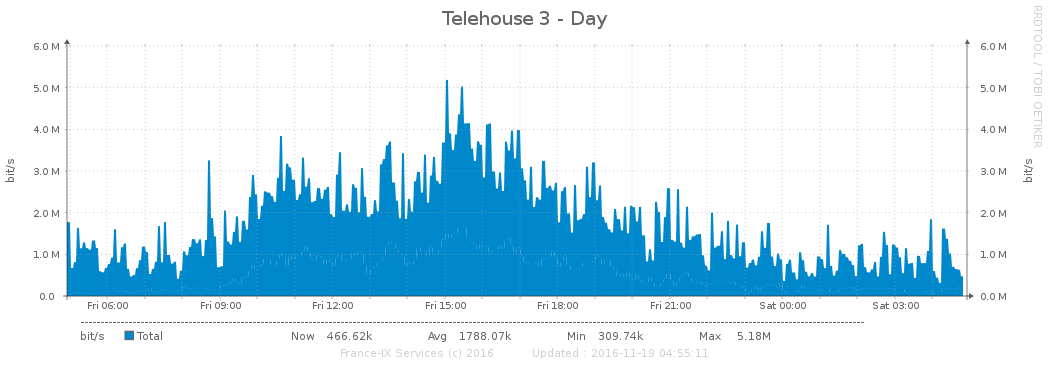 Telehouse 3 - Day
RRDTOOL / TOBI OETIKER
bit/s
6.0 M
5.0 M
4.0 M
3.0 M
2.0 M
1.0 M
0.0
6.0 M
5.0 M
4.0 M
3.0 M
2.0 M
1.0 M
0.0 M
bit/s
Fri 06:00 Fri 09:00 Fri 12:00 Fri 15:00 Fri 18:00 Fri 21:00 Sat 00:00 Sat 03:00
bit/s Total Now 466.62k Avg 1788.07k Min 309.74k Max 5.18M
France-IX Services (c) 2016 Updated : 2016-11-19 04:55:11